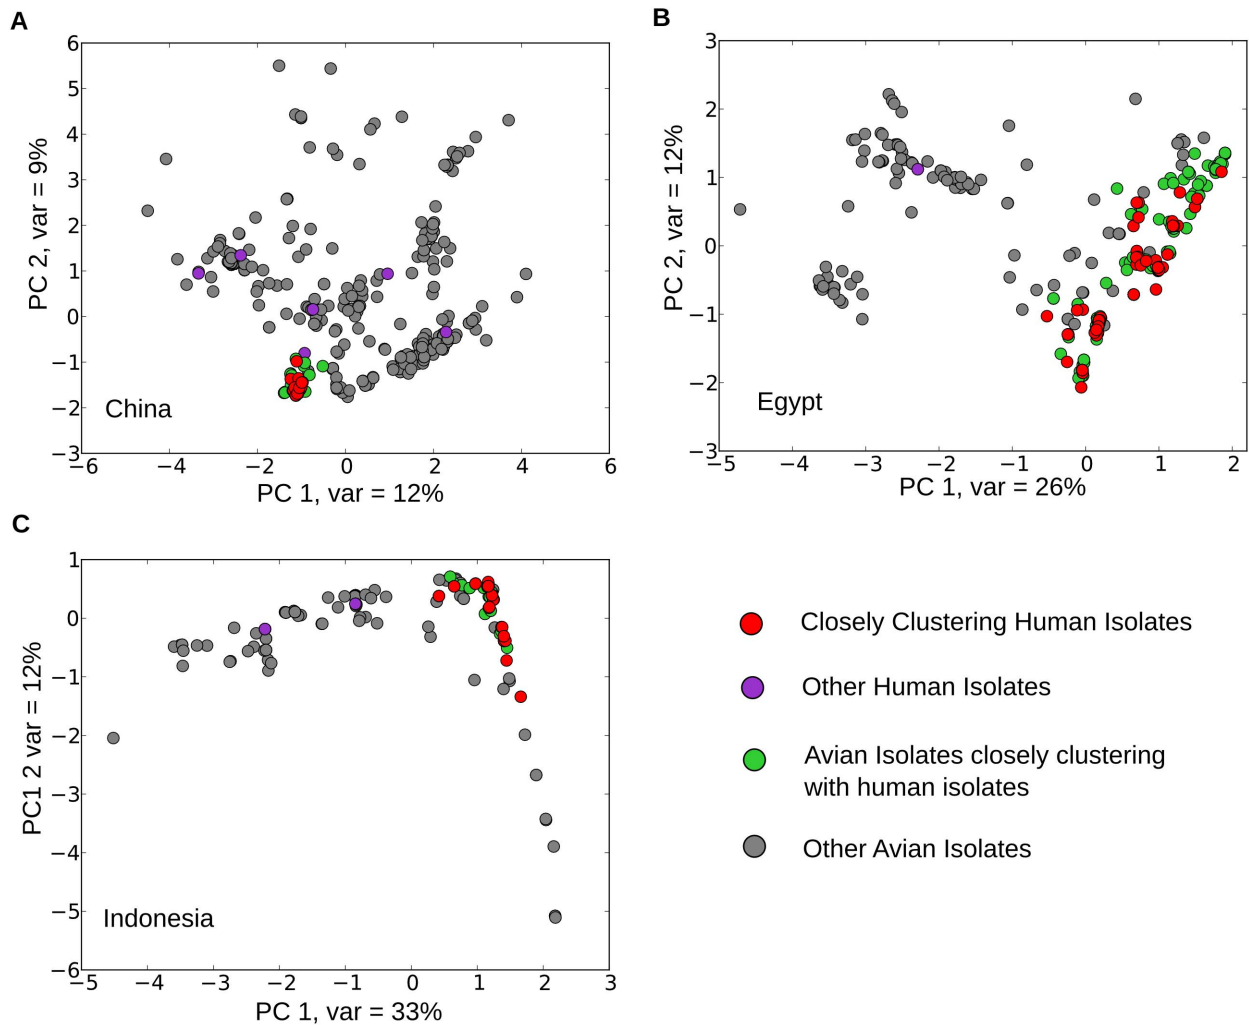 A
6
5
4
3
2
1
0
−1
−2
−3
PC 2, var = 9%
China
−6
−4
−2
0
2
4
6
PC 1, var = 12%
B
3
2
1
0
−1
−2
−3
PC 2, var = 12%
Egypt
−5
−4
−3
−2
−1
0
1
2
PC 1, var = 26%
C
1
0
−1
−2
−3
−4
−5
−6
PC1 2 var = 12%
Indonesia
−5
−4
−3
−2
−1
0
1
2
3
PC 1, var = 33%
Closely Clustering Human Isolates
Other Human Isolates
Avian Isolates closely clustering
with human isolates
Other Avian Isolates